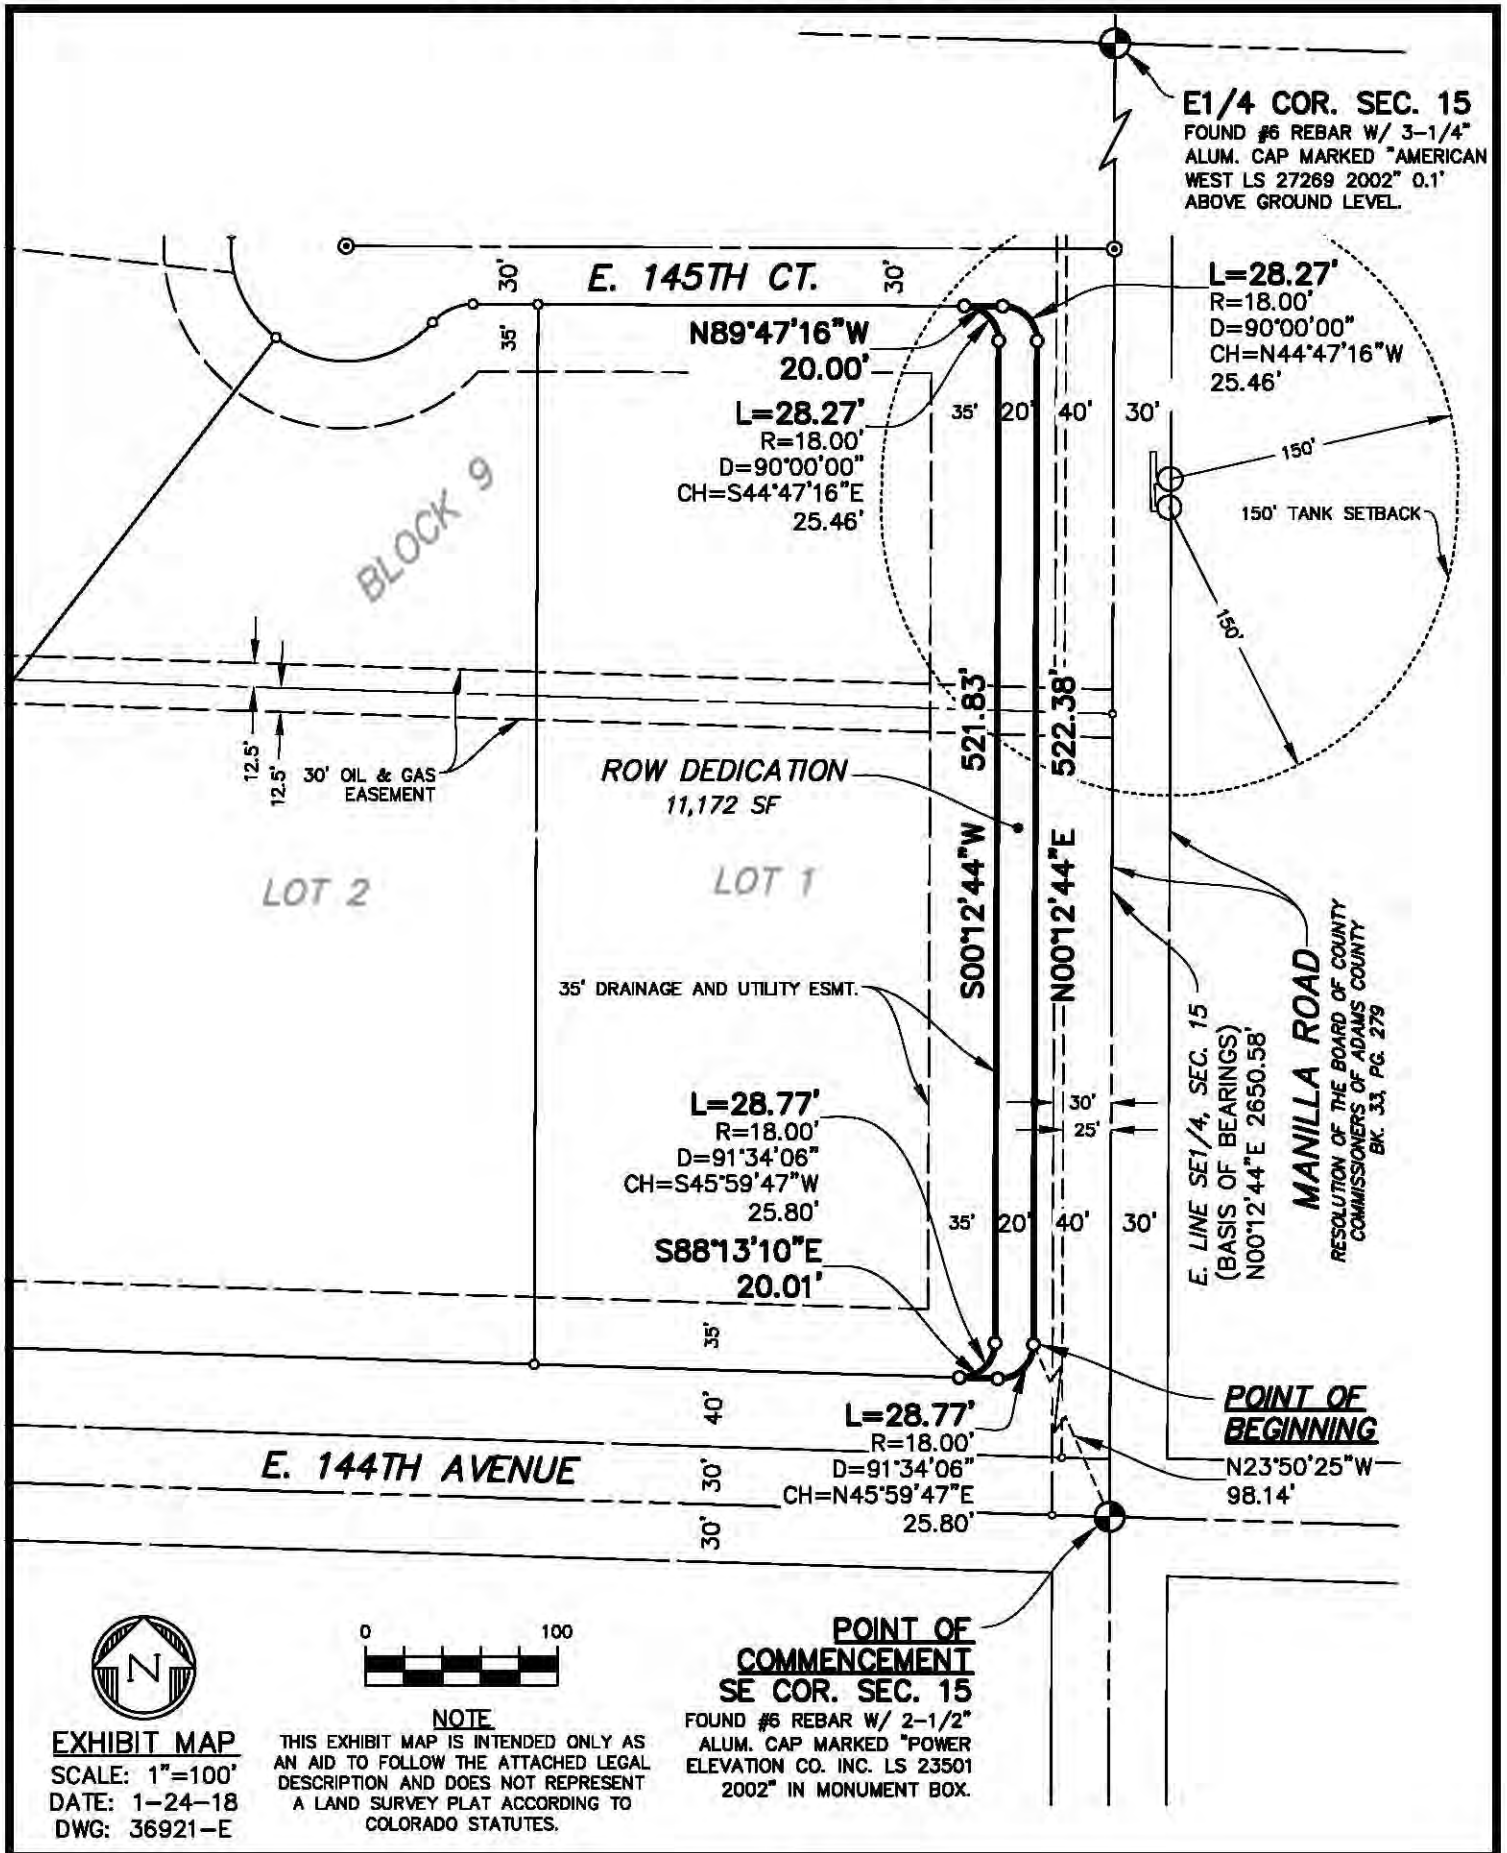 E1/4 COR. SEC. 15
FOUND #6 REBAR W/ 3-1/4"
ALUM. CAP MARKED "AMERICAN
WEST LS 27269 2002" 0.1'
ABOVE GROUND LEVEL.
30'
E. 145TH CT.
30'
35'
N89°47'16"W
20.00'
L=28.27'
R=18.00'
D=90°00'00"
CH=N44°47'16"W
25.46'
L=28.27'
R=18.00'
D=90°00'00"
CH=S44°47'16"E
25.46'
35'
20'
40'
30'
150'
150' TANK SETBACK
150'
BLOCK 9
12.5'
12.5'
30' OIL & GAS
EASEMENT
ROW DEDICATION
11,172 SF
S00°12'44"W 521.83'
N00°12'44"E 522.38'
LOT 2
LOT 1
35' DRAINAGE AND UTILITY ESMT.
E. LINE SE1/4, SEC. 15
(BASIS OF BEARINGS)
N00°12'44"E 2650.58'
MANILLA ROAD
RESOLUTION OF THE BOARD OF COUNTY
COMMISSIONERS OF ADAMS COUNTY
BK. 33, PG. 279
30'
25'
L=28.77'
R=18.00'
D=91°34'06"
CH=S45°59'47"W
25.80'
S88°13'10"E
20.01'
35'
20'
40'
30'
35'
40'
30'
30'
E. 144TH AVENUE
L=28.77'
R=18.00'
D=91°34'06"
CH=N45°59'47"E
25.80'
POINT OF
BEGINNING
N23°50'25"W
98.14'
POINT OF
COMMENCEMENT
SE COR. SEC. 15
FOUND #6 REBAR W/ 2-1/2"
ALUM. CAP MARKED "POWER
ELEVATION CO. INC. LS 23501
2002" IN MONUMENT BOX.
N
EXHIBIT MAP
SCALE: 1"=100'
DATE: 1-24-18
DWG: 36921-E
0 100
NOTE
THIS EXHIBIT MAP IS INTENDED ONLY AS
AN AID TO FOLLOW THE ATTACHED LEGAL
DESCRIPTION AND DOES NOT REPRESENT
A LAND SURVEY PLAT ACCORDING TO
COLORADO STATUTES.